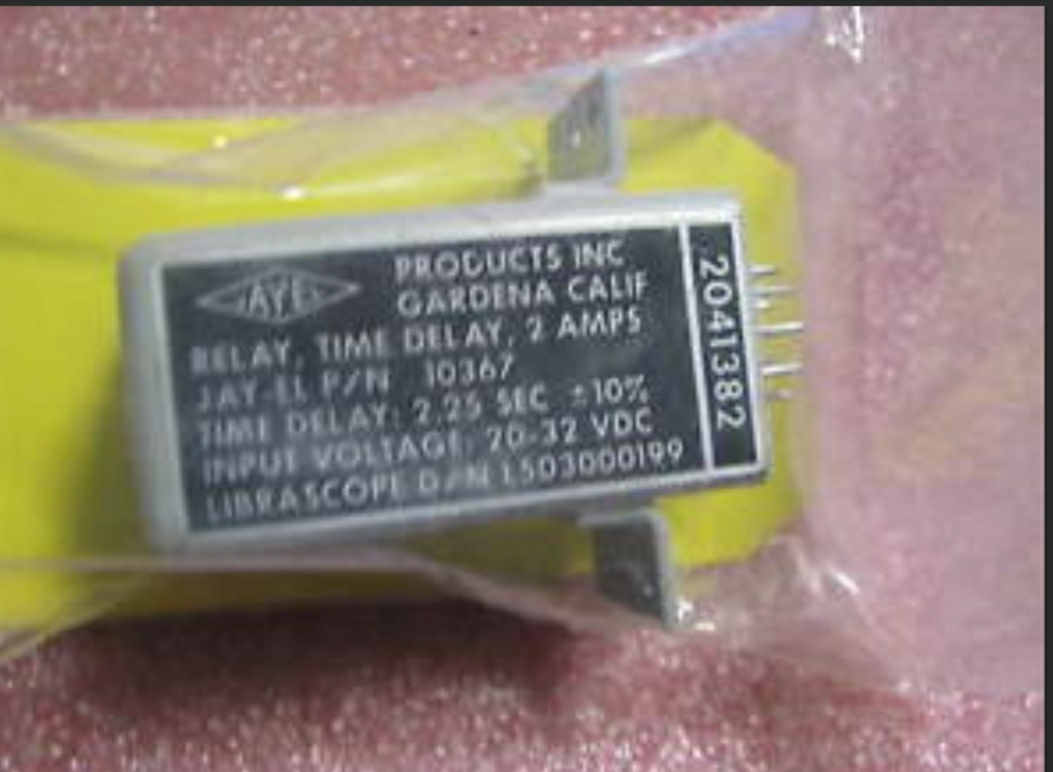 JAY-EL
PRODUCTS INC
GARDENA CALIF
RELAY, TIME DELAY, 2 AMPS
JAY-EL P/N 10367
TIME DELAY: 2.25 SEC ±10%
INPUT VOLTAGE: 20-32 VDC
LIBRASCOPE D/N 1503000199
2041382